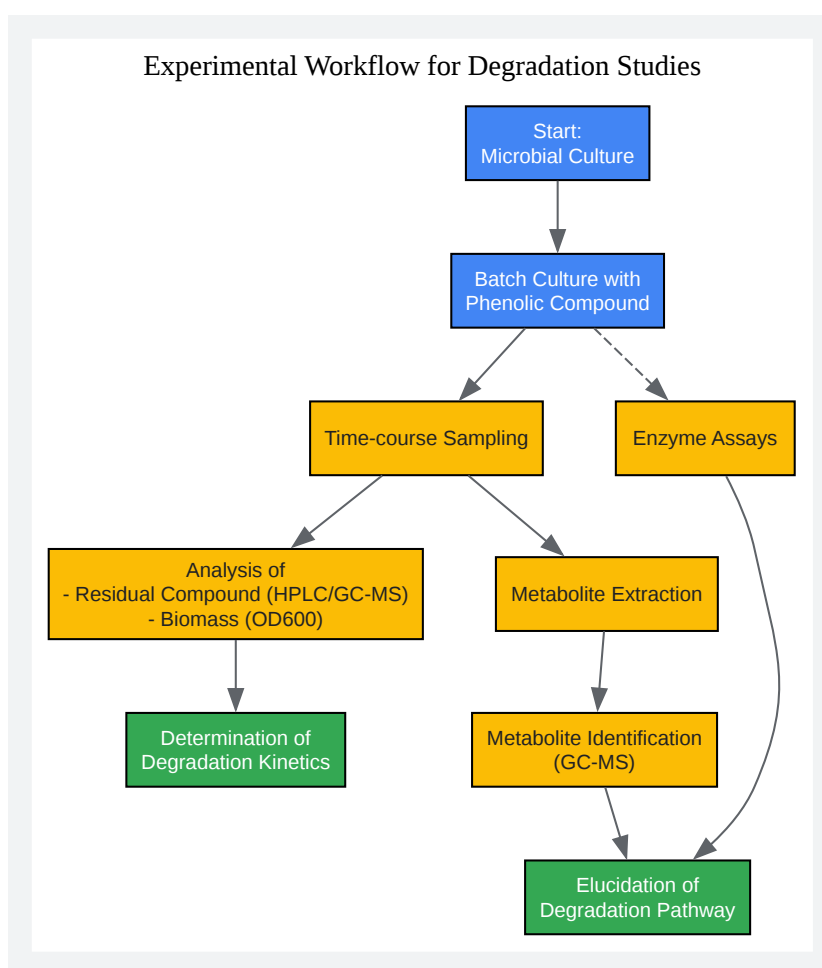 Experimental Workflow for Degradation Studies
Start:
Microbial Culture
Batch Culture with
Phenolic Compound
Time-course Sampling
Enzyme Assays
Analysis of
- Residual Compound (HPLC/GC-MS)
- Biomass (OD600)
Metabolite Extraction
Determination of
Degradation Kinetics
Metabolite Identification
(GC-MS)
Elucidation of
Degradation Pathway